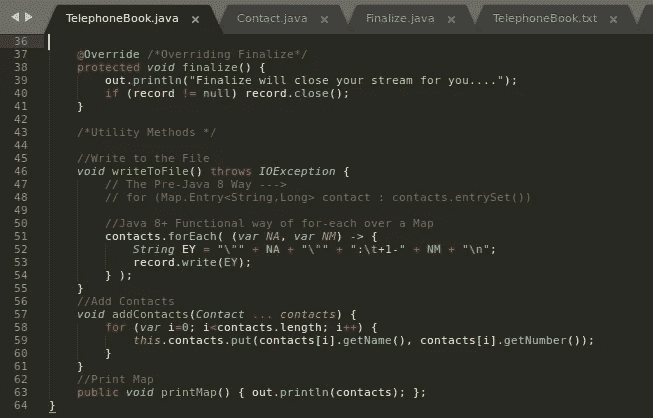 TelephoneBook.java × Contact.java × Finalize.java × TelephoneBook.txt ×
36
37 @Override /*Overriding Finalize*/
38 protected void finalize() {
39 out.println("Finalize will close your stream for you....");
40 if (record != null) record.close();
41 }
42
43 /*Utility Methods */
44
45 //Write to the File
46 void writeToFile() throws IOException {
47 // The Pre-Java 8 Way --->
48 // for (Map.Entry<String,Long> contact : contacts.entrySet())
49
50 //Java 8+ Functional way of for-each over a Map
51 contacts.forEach( (var NA, var NM) -> {
52 String EY = "\"" + NA + "\"" + ":\t+1-" + NM + "\n";
53 record.write(EY);
54 } );
55 }
56 //Add Contacts
57 void addContacts(Contact ... contacts) {
58 for (var i=0; i<contacts.length; i++) {
59 this.contacts.put(contacts[i].getName(), contacts[i].getNumber());
60 }
61 }
62 //Print Map
63 public void printMap() { out.println(contacts); };
64 }